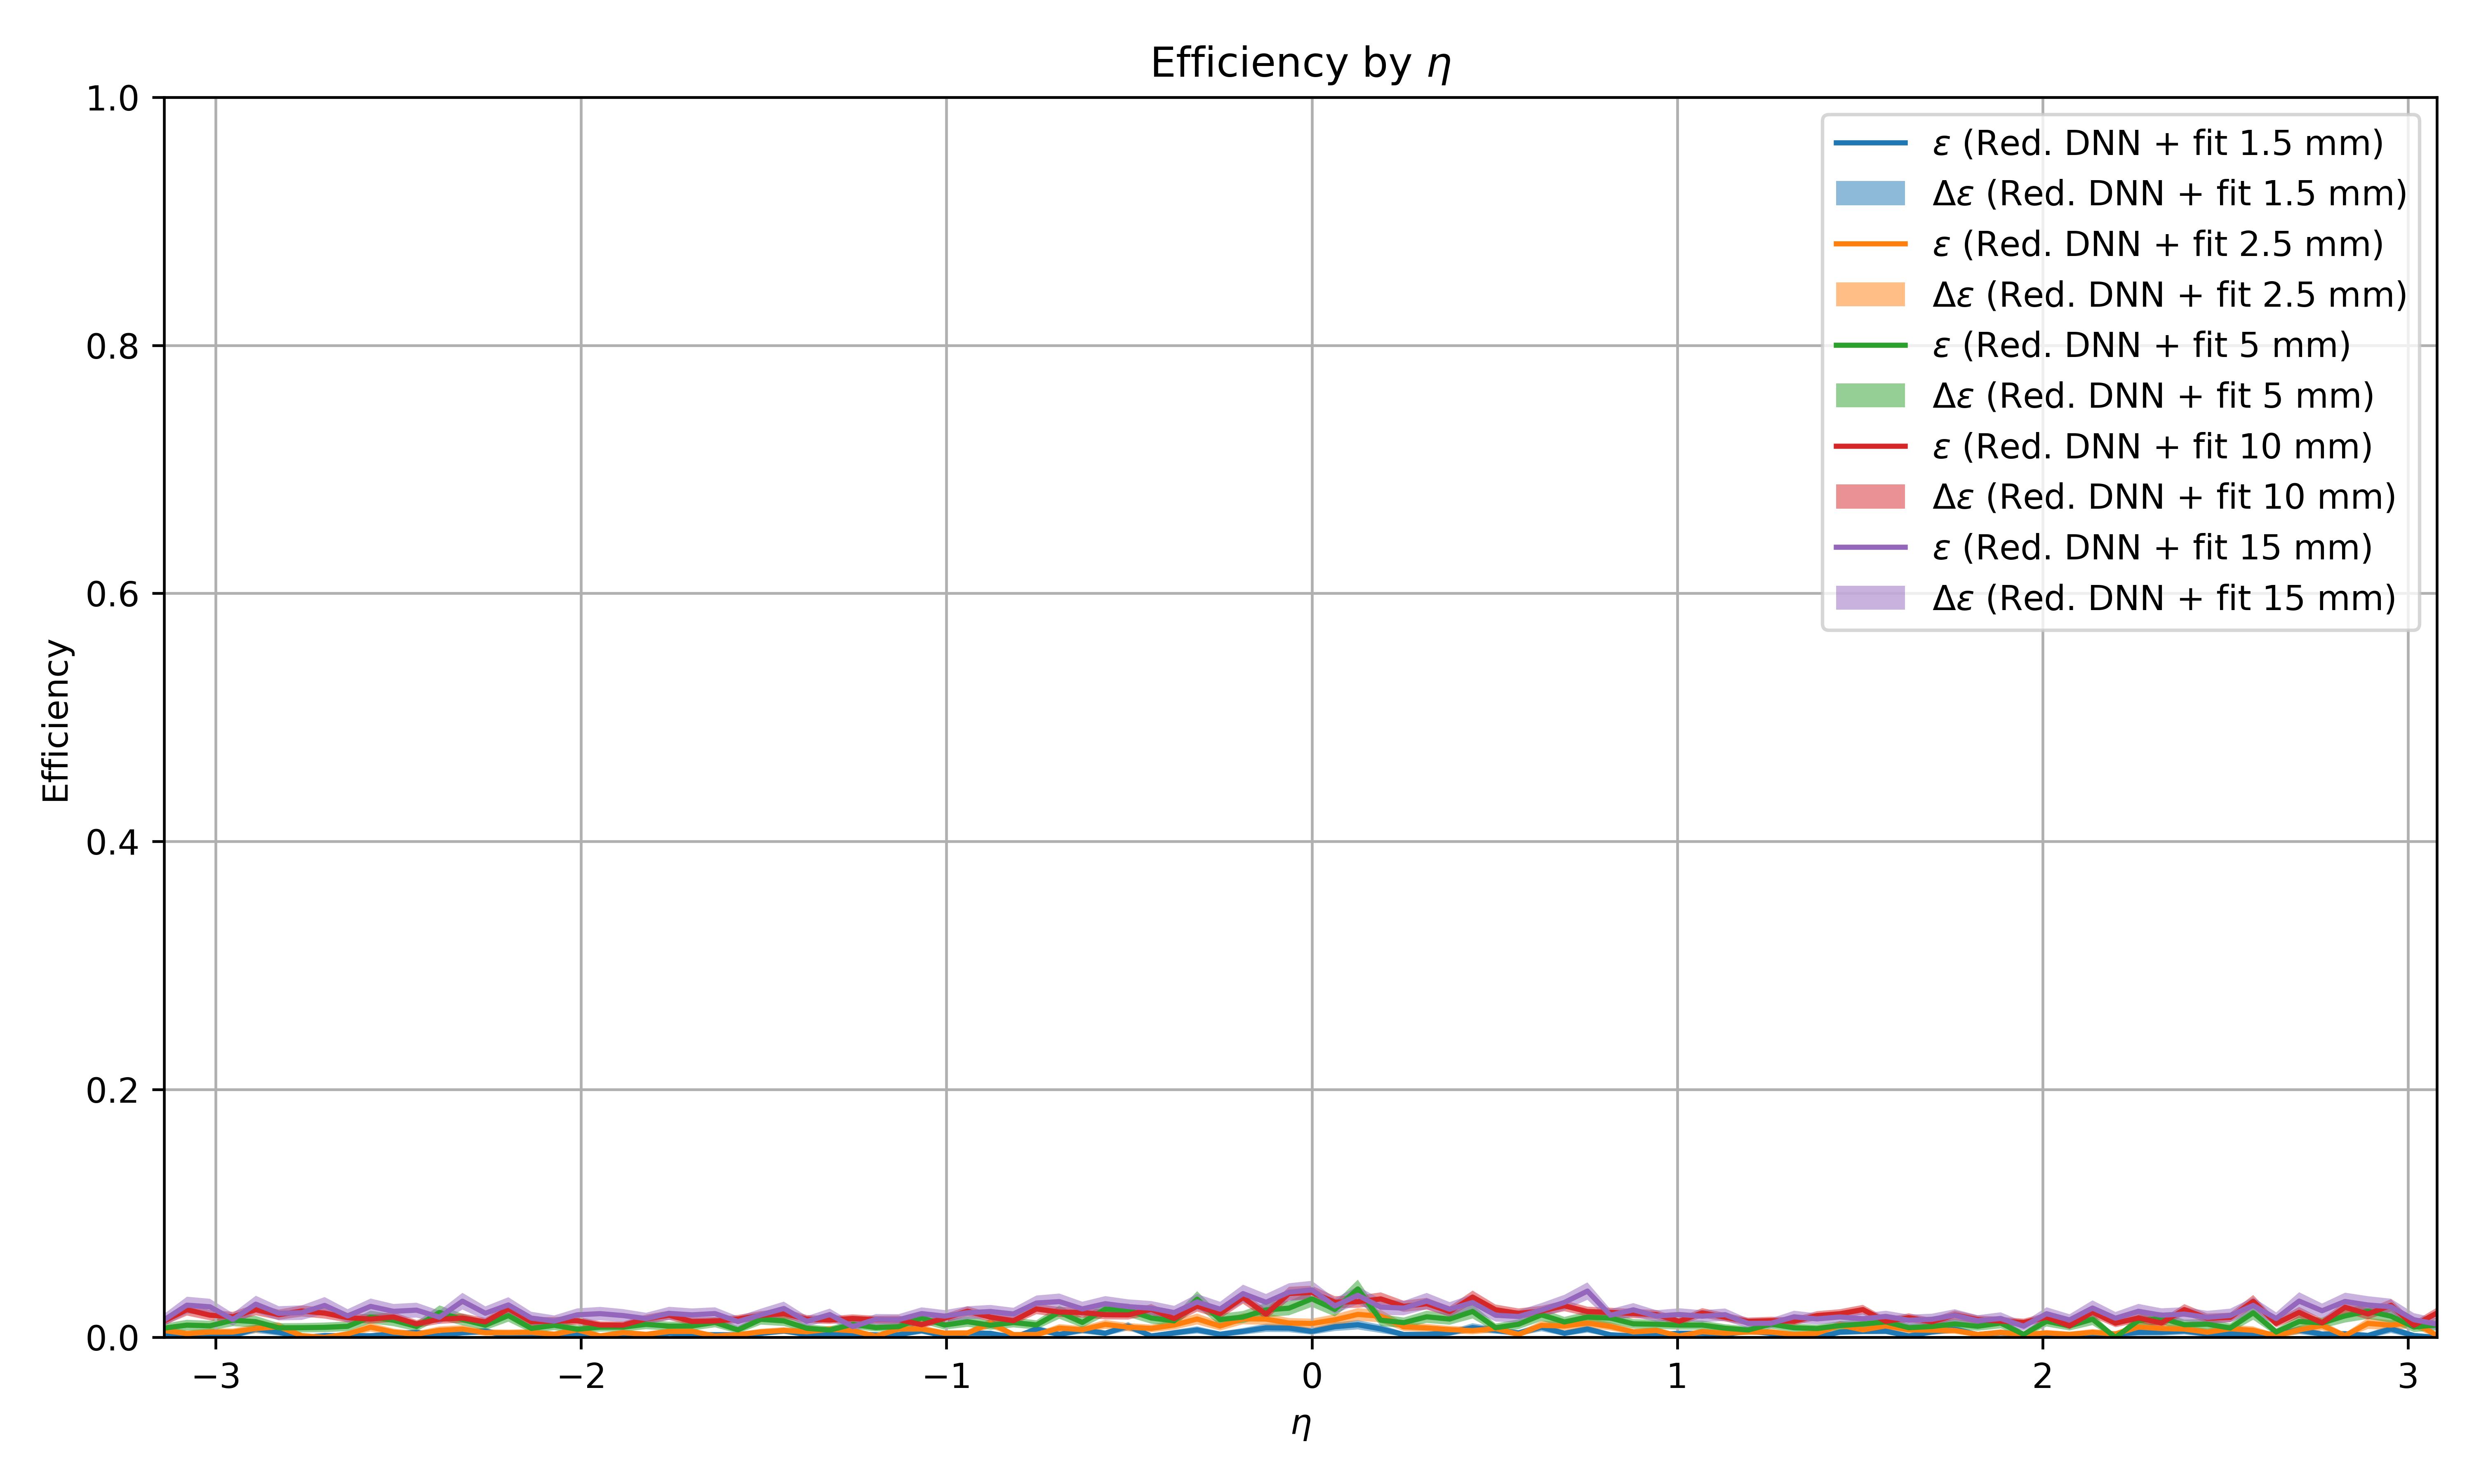 Efficiency by η
1.0
0.8
0.6
0.4
0.2
0.0
Efficiency
−3
−2
−1
0
1
2
3
η
ε (Red. DNN + fit 1.5 mm)
Δε (Red. DNN + fit 1.5 mm)
ε (Red. DNN + fit 2.5 mm)
Δε (Red. DNN + fit 2.5 mm)
ε (Red. DNN + fit 5 mm)
Δε (Red. DNN + fit 5 mm)
ε (Red. DNN + fit 10 mm)
Δε (Red. DNN + fit 10 mm)
ε (Red. DNN + fit 15 mm)
Δε (Red. DNN + fit 15 mm)